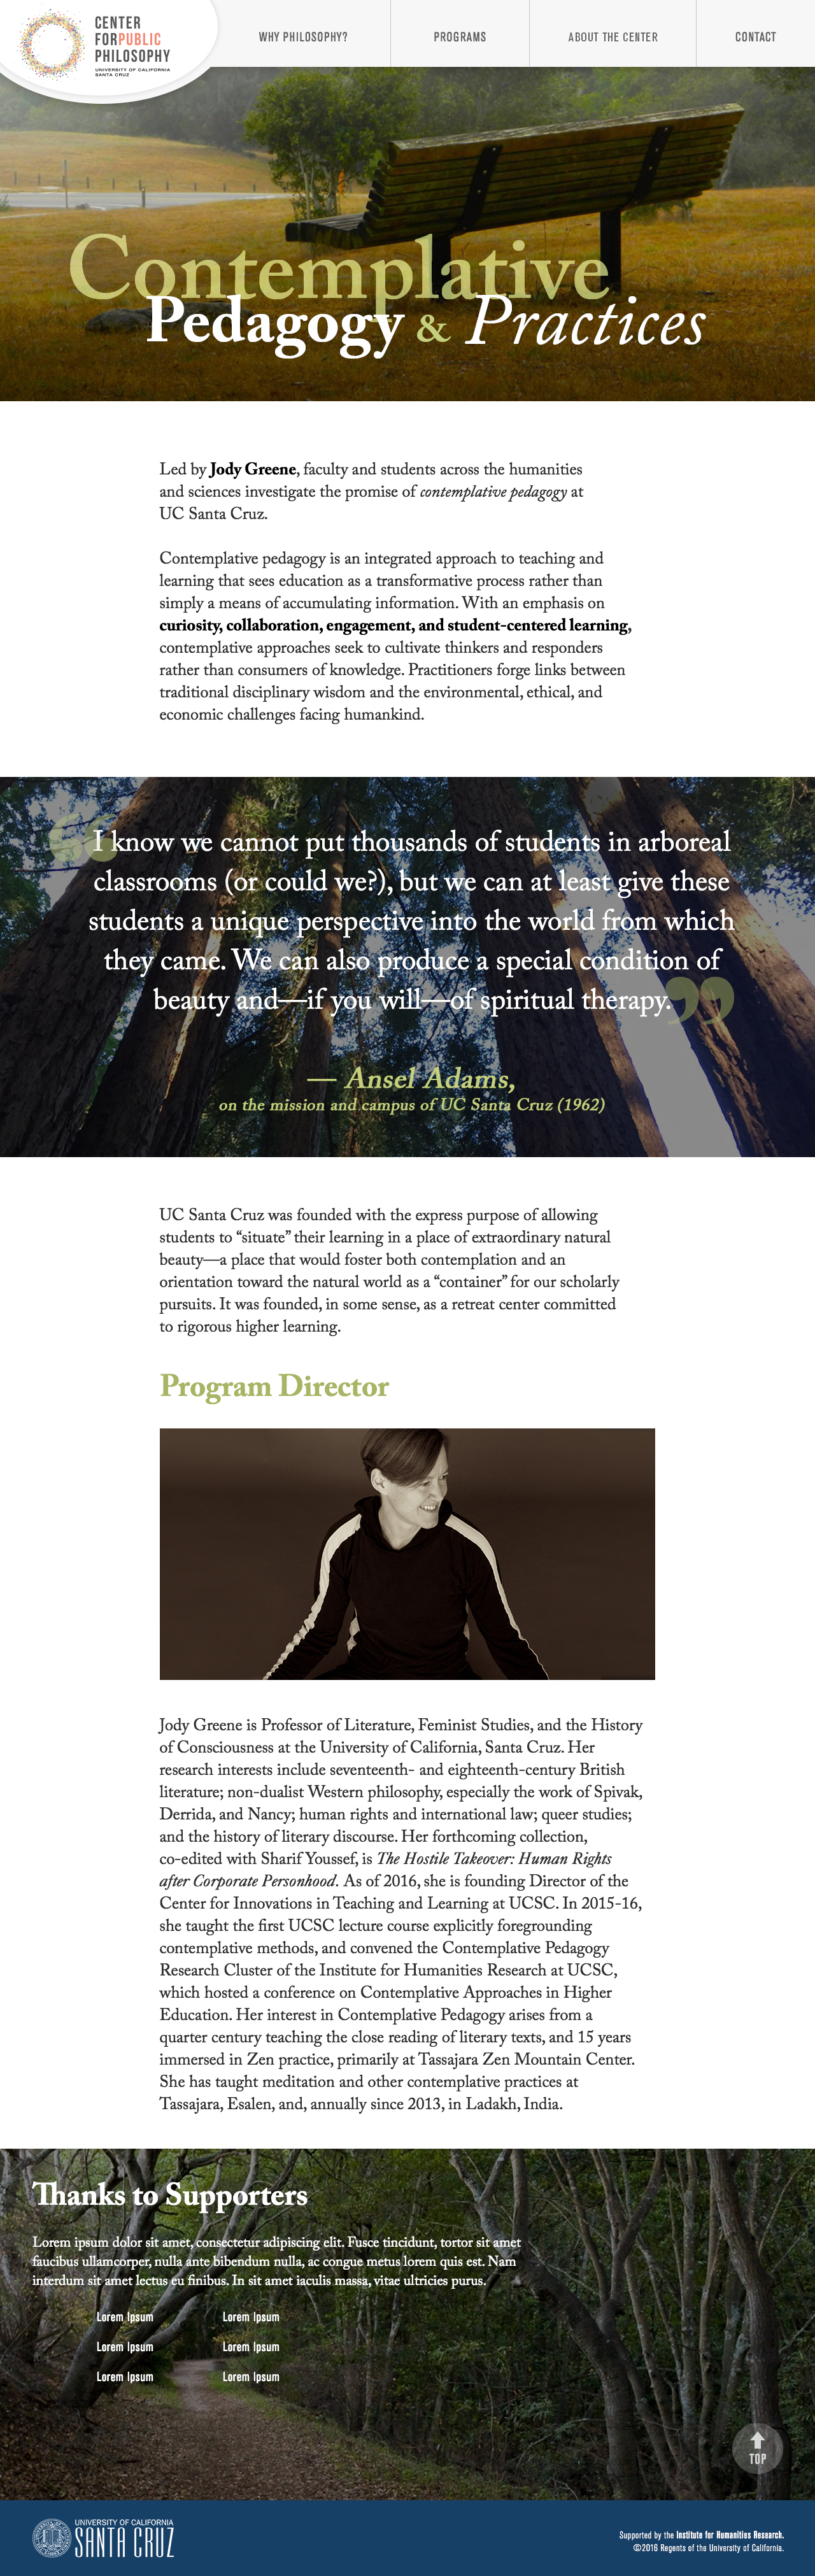 CENTER
FORPUBLIC
PHILOSOPHY
UNIVERSITY OF CALIFORNIA
SANTA CRUZ
WHY PHILOSOPHY?
PROGRAMS
ABOUT THE CENTER
CONTACT
Contemplative
Pedagogy & Practices
Led by Jody Greene, faculty and students across the humanities
and sciences investigate the promise of contemplative pedagogy at
UC Santa Cruz.
Contemplative pedagogy is an integrated approach to teaching and
learning that sees education as a transformative process rather than
simply a means of accumulating information. With an emphasis on
curiosity, collaboration, engagement, and student-centered learning,
contemplative approaches seek to cultivate thinkers and responders
rather than consumers of knowledge. Practitioners forge links between
traditional disciplinary wisdom and the environmental, ethical, and
economic challenges facing humankind.
“I know we cannot put thousands of students in arboreal
classrooms (or could we?), but we can at least give these
students a unique perspective into the world from which
they came. We can also produce a special condition of
beauty and—if you will—of spiritual therapy.”
— Ansel Adams,
on the mission and campus of UC Santa Cruz (1962)
UC Santa Cruz was founded with the express purpose of allowing
students to “situate” their learning in a place of extraordinary natural
beauty—a place that would foster both contemplation and an
orientation toward the natural world as a “container” for our scholarly
pursuits. It was founded, in some sense, as a retreat center committed
to rigorous higher learning.
Program Director
Jody Greene is Professor of Literature, Feminist Studies, and the History
of Consciousness at the University of California, Santa Cruz. Her
research interests include seventeenth- and eighteenth-century British
literature; non-dualist Western philosophy, especially the work of Spivak,
Derrida, and Nancy; human rights and international law; queer studies;
and the history of literary discourse. Her forthcoming collection,
co-edited with Sharif Youssef, is The Hostile Takeover: Human Rights
after Corporate Personhood. As of 2016, she is founding Director of the
Center for Innovations in Teaching and Learning at UCSC. In 2015-16,
she taught the first UCSC lecture course explicitly foregrounding
contemplative methods, and convened the Contemplative Pedagogy
Research Cluster of the Institute for Humanities Research at UCSC,
which hosted a conference on Contemplative Approaches in Higher
Education. Her interest in Contemplative Pedagogy arises from a
quarter century teaching the close reading of literary texts, and 15 years
immersed in Zen practice, primarily at Tassajara Zen Mountain Center.
She has taught meditation and other contemplative practices at
Tassajara, Esalen, and, annually since 2013, in Ladakh, India.
Thanks to Supporters
Lorem ipsum dolor sit amet, consectetur adipiscing elit. Fusce tincidunt, tortor sit amet
faucibus ullamcorper, nulla ante bibendum nulla, ac congue metus lorem quis est. Nam
interdum sit amet lectus eu finibus. In sit amet iaculis massa, vitae ultricies purus.
Lorem Ipsum
Lorem Ipsum
Lorem Ipsum
Lorem Ipsum
Lorem Ipsum
Lorem Ipsum
TOP
UNIVERSITY OF CALIFORNIA
SANTA CRUZ
Supported by the Institute for Humanities Research.
©2016 Regents of the University of California.